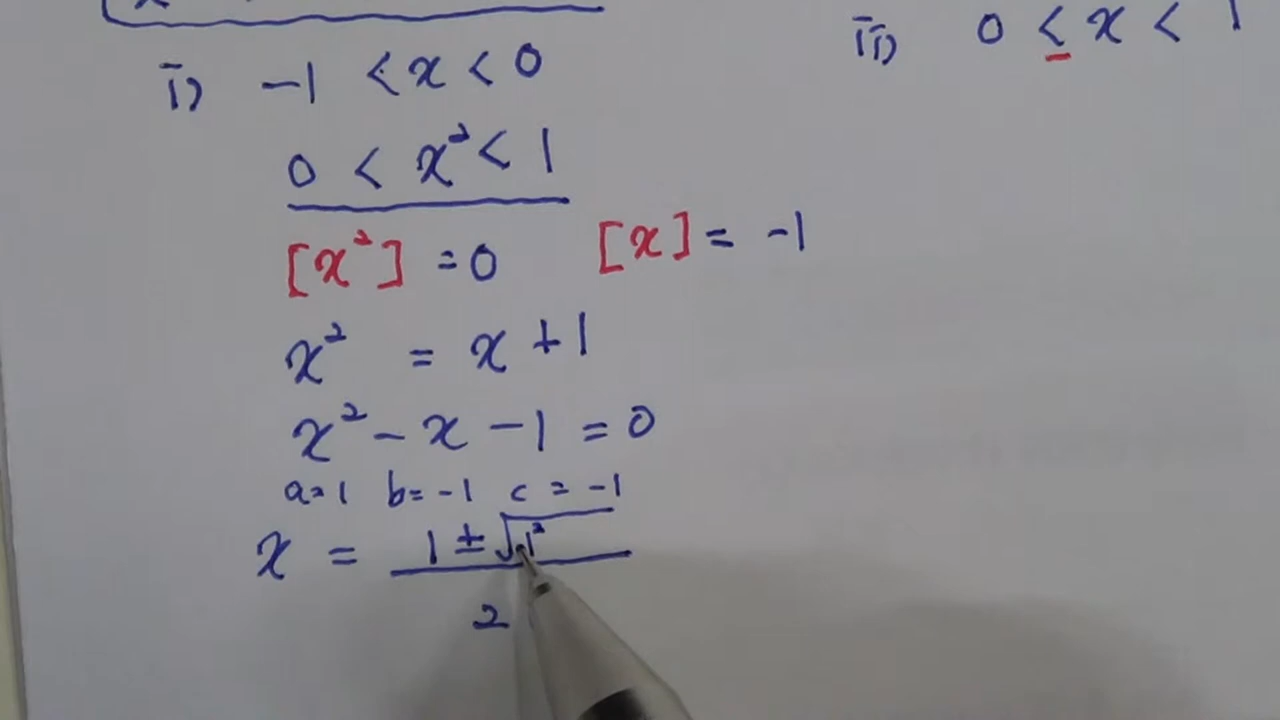 i) -1 < x < 0
0 < x² < 1
[x²] = 0 [x] = -1
x² = x + 1
x² - x - 1 = 0
a=1 b= -1 c = -1
x = 1 ± √1²
2
ii) 0 ≤ x < 1